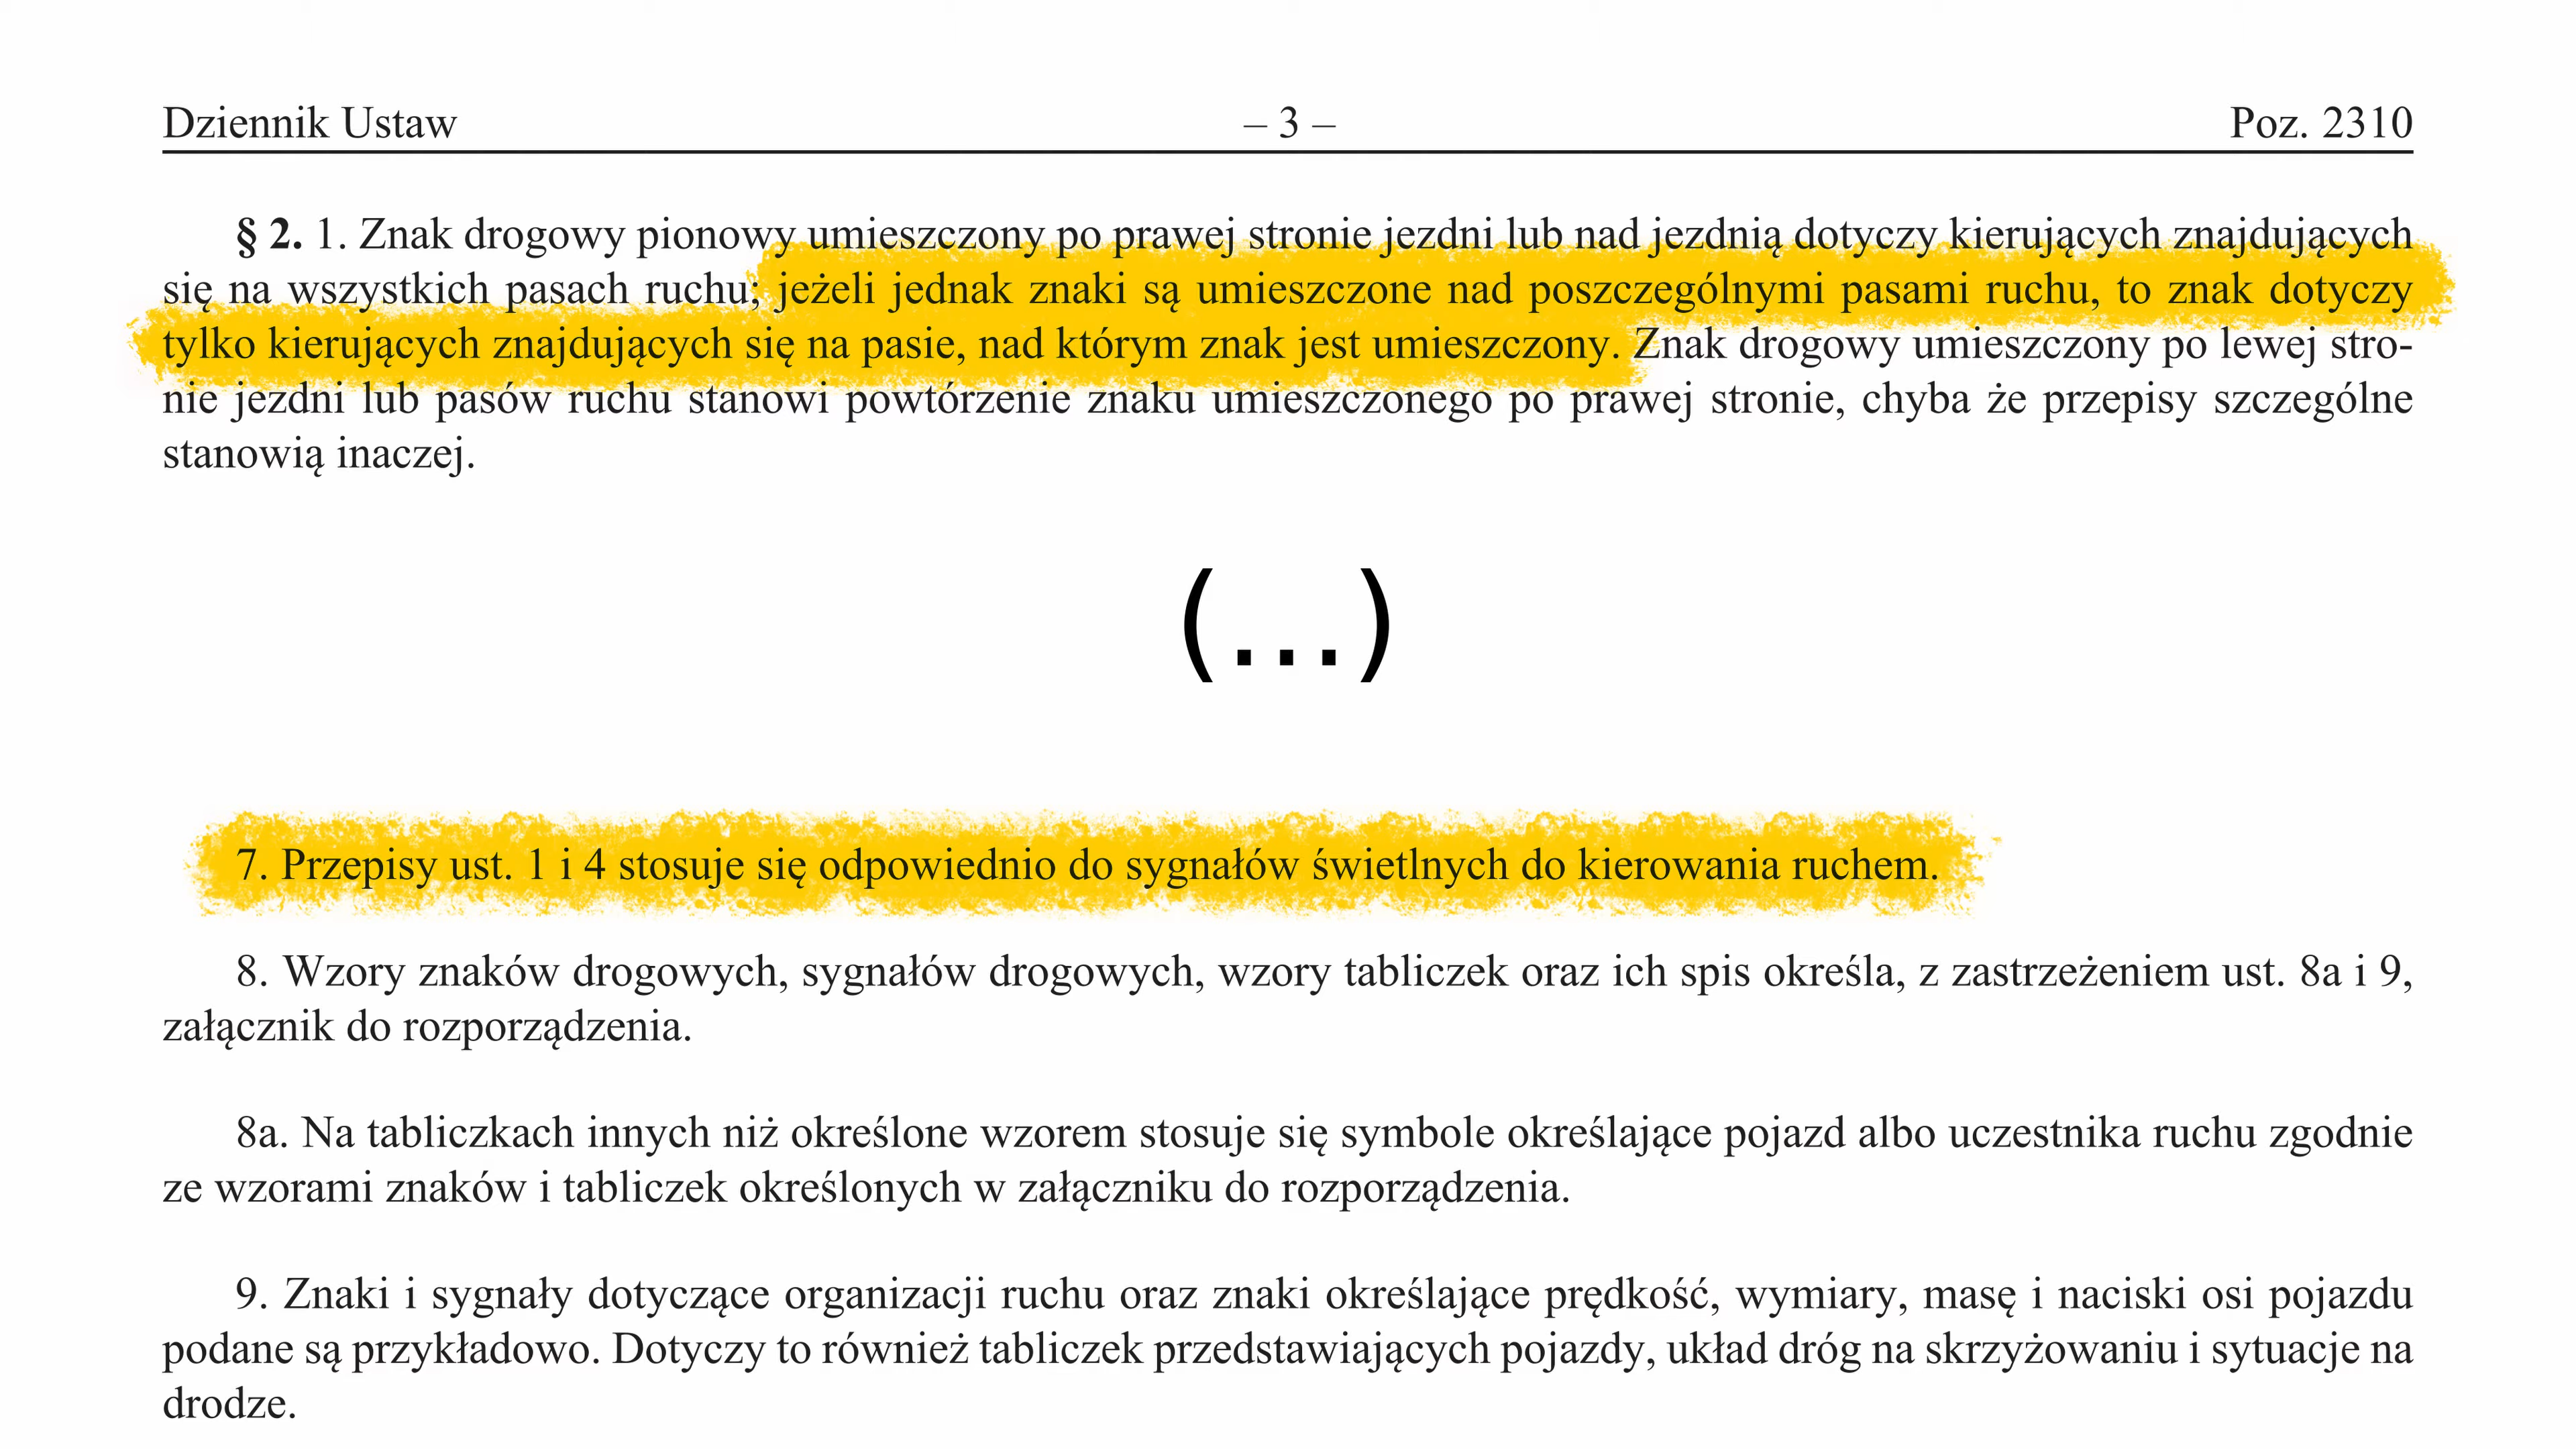 Dziennik Ustaw – 3 – Poz. 2310
§ 2. 1. Znak drogowy pionowy umieszczony po prawej stronie jezdni lub nad jezdnią dotyczy kierujących znajdujących
się na wszystkich pasach ruchu; jeżeli jednak znaki są umieszczone nad poszczególnymi pasami ruchu, to znak dotyczy
tylko kierujących znajdujących się na pasie, nad którym znak jest umieszczony. Znak drogowy umieszczony po lewej stro-
nie jezdni lub pasów ruchu stanowi powtórzenie znaku umieszczonego po prawej stronie, chyba że przepisy szczególne
stanowią inaczej.
(...)
7. Przepisy ust. 1 i 4 stosuje się odpowiednio do sygnałów świetlnych do kierowania ruchem.
8. Wzory znaków drogowych, sygnałów drogowych, wzory tabliczek oraz ich spis określa, z zastrzeżeniem ust. 8a i 9,
załącznik do rozporządzenia.
8a. Na tabliczkach innych niż określone wzorem stosuje się symbole określające pojazd albo uczestnika ruchu zgodnie
ze wzorami znaków i tabliczek określonych w załączniku do rozporządzenia.
9. Znaki i sygnały dotyczące organizacji ruchu oraz znaki określające prędkość, wymiary, masę i naciski osi pojazdu
podane są przykładowo. Dotyczy to również tabliczek przedstawiających pojazdy, układ dróg na skrzyżowaniu i sytuacje na
drodze.